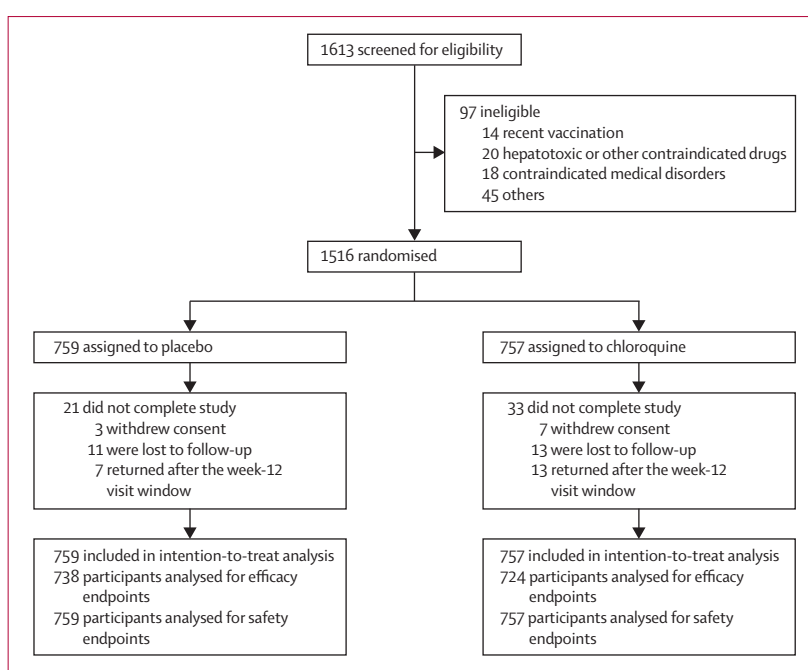 1613 screened for eligibility
97 ineligible
14 recent vaccination
20 hepatotoxic or other contraindicated drugs
18 contraindicated medical disorders
45 others
1516 randomised
759 assigned to placebo
757 assigned to chloroquine
21 did not complete study
3 withdrew consent
11 were lost to follow-up
7 returned after the week-12
visit window
33 did not complete study
7 withdrew consent
13 were lost to follow-up
13 returned after the week-12
visit window
759 included in intention-to-treat analysis
738 participants analysed for efficacy
endpoints
759 participants analysed for safety
endpoints
757 included in intention-to-treat analysis
724 participants analysed for efficacy
endpoints
757 participants analysed for safety
endpoints